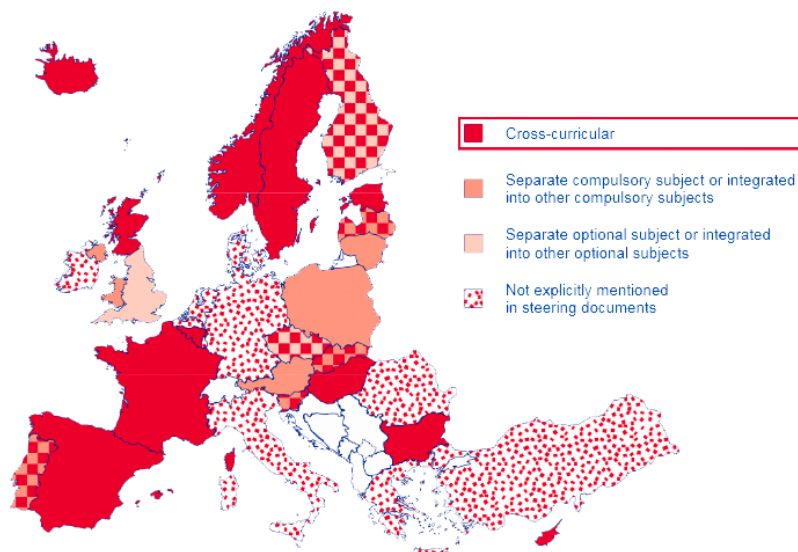 Cross-curricular
Separate compulsory subject or integrated
into other compulsory subjects
Separate optional subject or integrated
into other optional subjects
Not explicitly mentioned
in steering documents